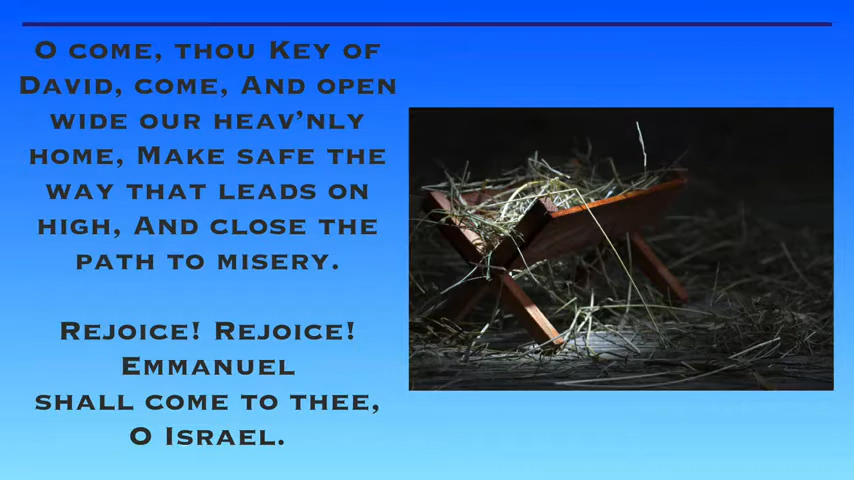 O come, thou Key of
David, come, And open
wide our heav’nly
home, Make safe the
way that leads on
high, And close the
path to misery.
Rejoice! Rejoice!
Emmanuel
shall come to thee,
O Israel.